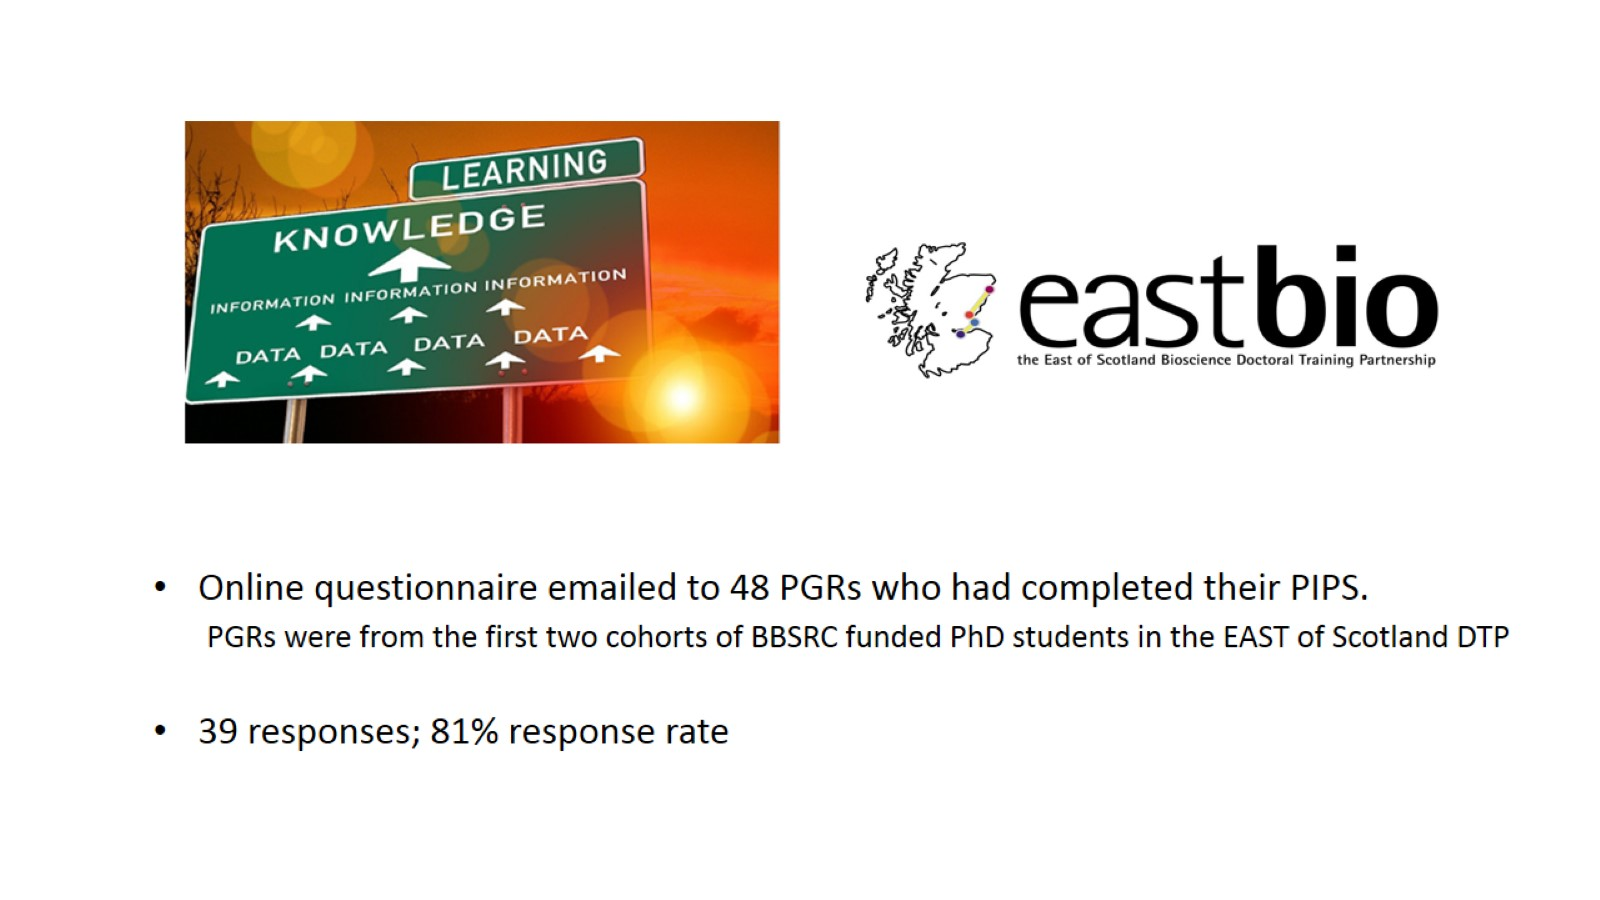 LEARNING
KNOWLEDGE
INFORMATION INFORMATION INFORMATION
DATA DATA DATA DATA
eastbio
the East of Scotland Bioscience Doctoral Training Partnership
• Online questionnaire emailed to 48 PGRs who had completed their PIPS.
PGRs were from the first two cohorts of BBSRC funded PhD students in the EAST of Scotland DTP
• 39 responses; 81% response rate